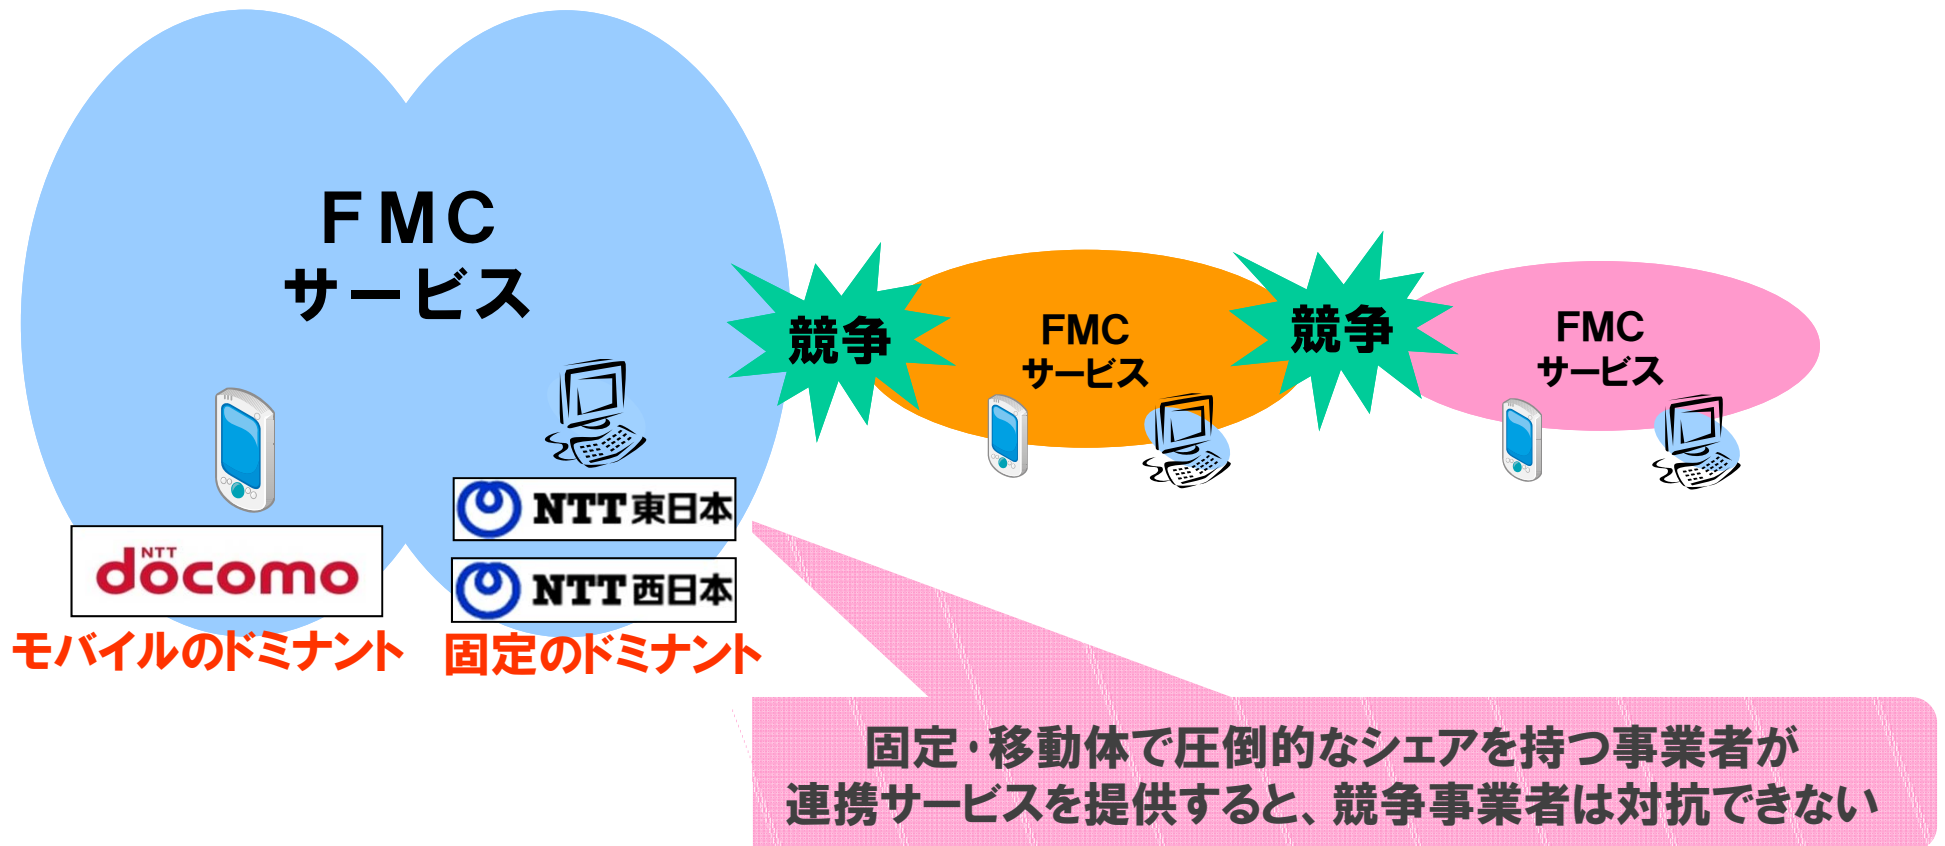 ＦＭＣ
サービス
競争
FMC
サービス
競争
FMC
サービス
NTT
docomo
モバイルのドミナント
NTT東日本
NTT西日本
固定のドミナント
固定・移動体で圧倒的なシェアを持つ事業者が
連携サービスを提供すると、競争事業者は対抗できない